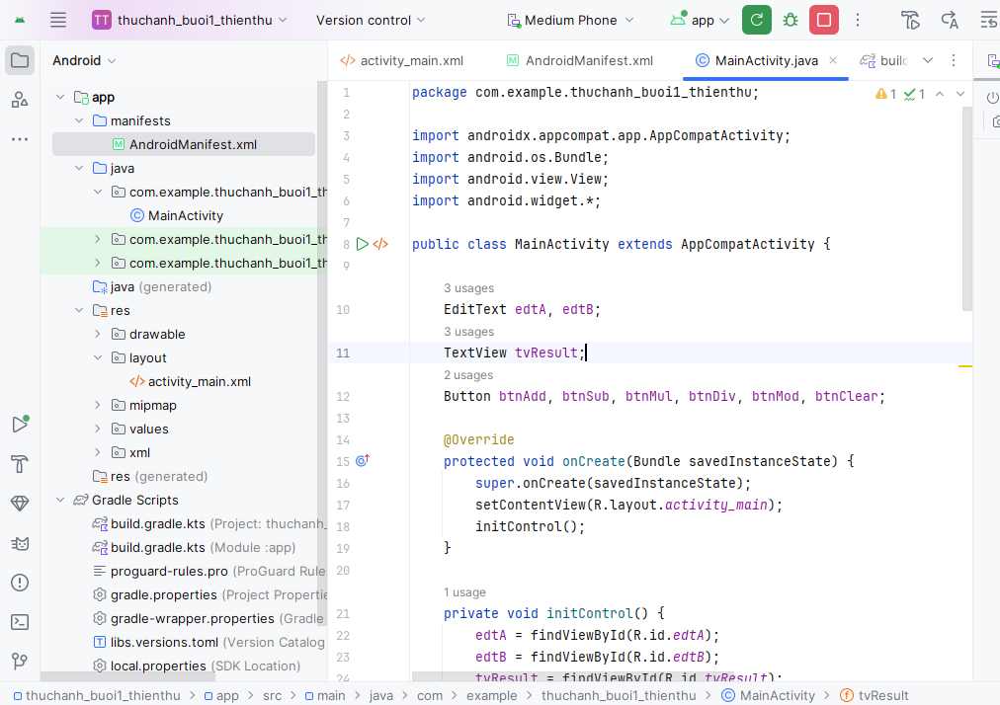 TT thuchanh_buoi1_thienthu Version control Medium Phone app
Android
activity_main.xml AndroidManifest.xml MainActivity.java
app
manifests
AndroidManifest.xml
java
com.example.thuchanh_buoi1_th
MainActivity
com.example.thuchanh_buoi1_th
com.example.thuchanh_buoi1_th
java (generated)
res
drawable
layout
activity_main.xml
mipmap
values
xml
res (generated)
Gradle Scripts
build.gradle.kts (Project: thuchanh_
build.gradle.kts (Module :app)
proguard-rules.pro (ProGuard Rule
gradle.properties (Project Propertie
gradle-wrapper.properties (Gradle
libs.versions.toml (Version Catalog
local.properties (SDK Location)
1 package com.example.thuchanh_buoi1_thienthu; 1 1
2
3 import androidx.appcompat.app.AppCompatActivity;
4 import android.os.Bundle;
5 import android.view.View;
6 import android.widget.*;
7
8 public class MainActivity extends AppCompatActivity {
9
3 usages
10 EditText edtA, edtB;
3 usages
11 TextView tvResult;
2 usages
12 Button btnAdd, btnSub, btnMul, btnDiv, btnMod, btnClear;
13
14 @Override
15 protected void onCreate(Bundle savedInstanceState) {
16 super.onCreate(savedInstanceState);
17 setContentView(R.layout.activity_main);
18 initControl();
19 }
20
1 usage
21 private void initControl() {
22 edtA = findViewById(R.id.edtA);
23 edtB = findViewById(R.id.edtB);
24 tvResult = findViewById(R.id.tvResult);
thuchanh_buoi1_thienthu > app > src > main > java > com > example > thuchanh_buoi1_thienthu > MainActivity > tvResult